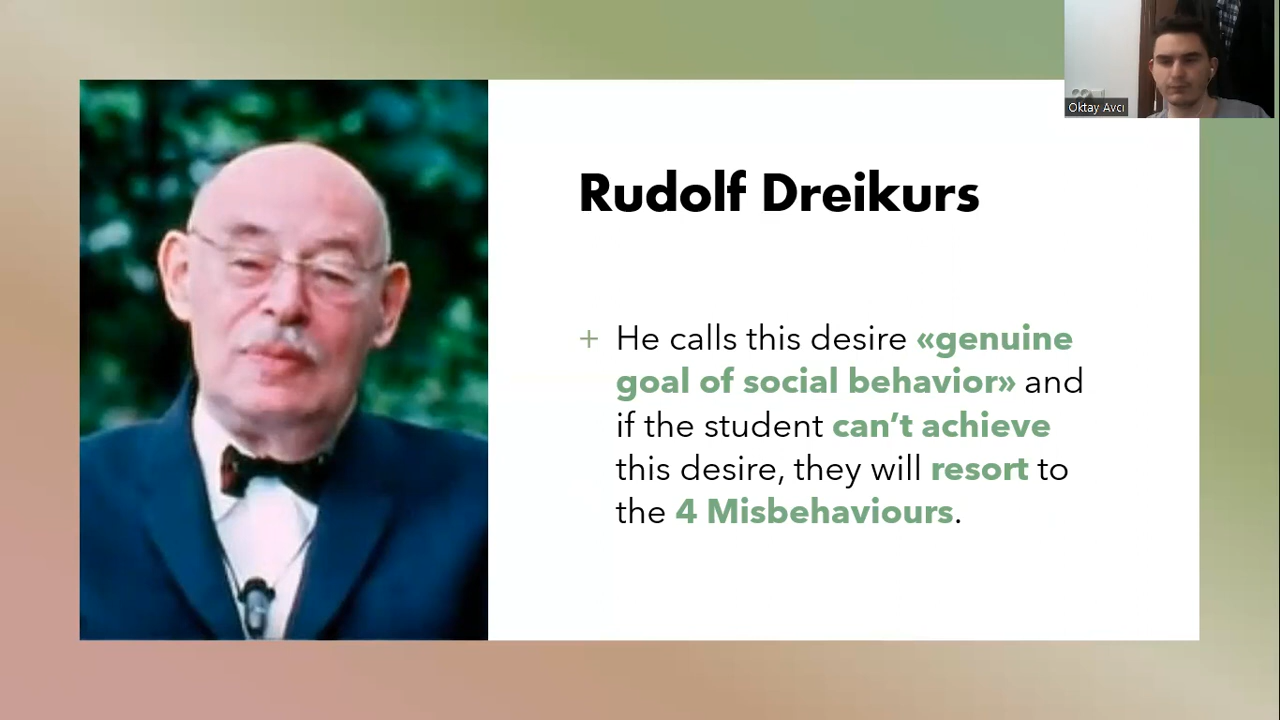 Oktay Avcı
Rudolf Dreikurs
+ He calls this desire «genuine
goal of social behavior» and
if the student can’t achieve
this desire, they will resort to
the 4 Misbehaviours.